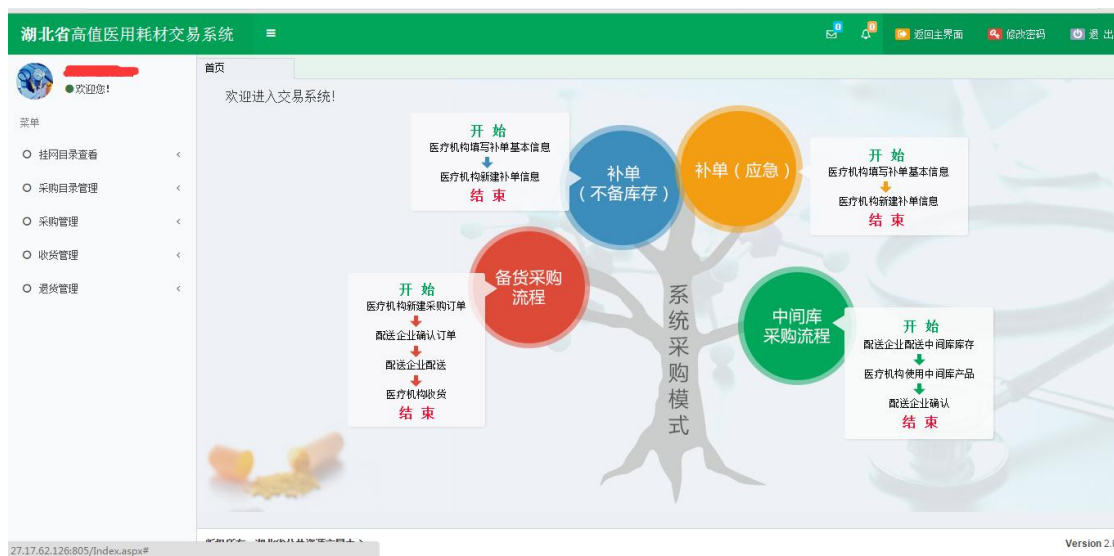 湖北省高值医用耗材交易系统
0
0
返回主界面
修改密码
退 出
欢迎您!
首页
菜单
挂网目录查看
采购目录管理
采购管理
收货管理
退货管理
欢迎进入交易系统!
开 始
医疗机构填写补单基本信息
医疗机构新建补单信息
结 束
补单
(不备库存)
补单(应急)
开 始
医疗机构填写补单基本信息
医疗机构新建补单信息
结 束
开 始
医疗机构新建采购订单
配送企业确认订单
配送企业配送
医疗机构收货
结 束
备货采购
流程
系统采购模式
中间库
采购流程
开 始
配送企业配送中间库库存
医疗机构使用中间库产品
配送企业确认
结 束
27.17.62.126:805/Index.aspx#
Version 2.